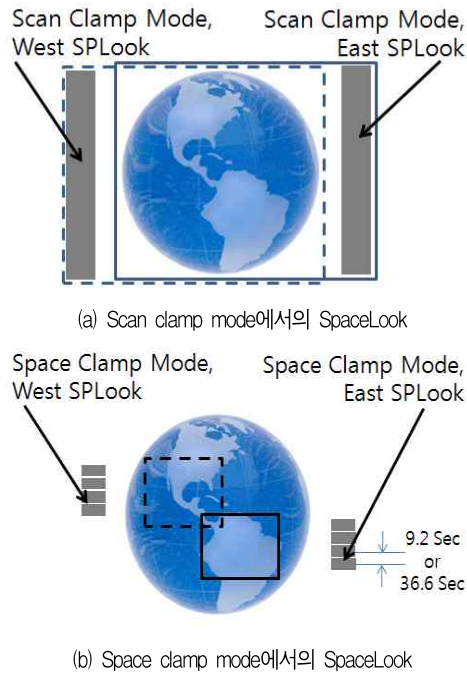 Scan Clamp Mode,
West SPLook
Scan Clamp Mode,
East SPLook
(a) Scan clamp mode에서의 SpaceLook
Space Clamp Mode,
West SPLook
Space Clamp Mode,
East SPLook
9.2 Sec
or
36.6 Sec
(b) Space clamp mode에서의 SpaceLook